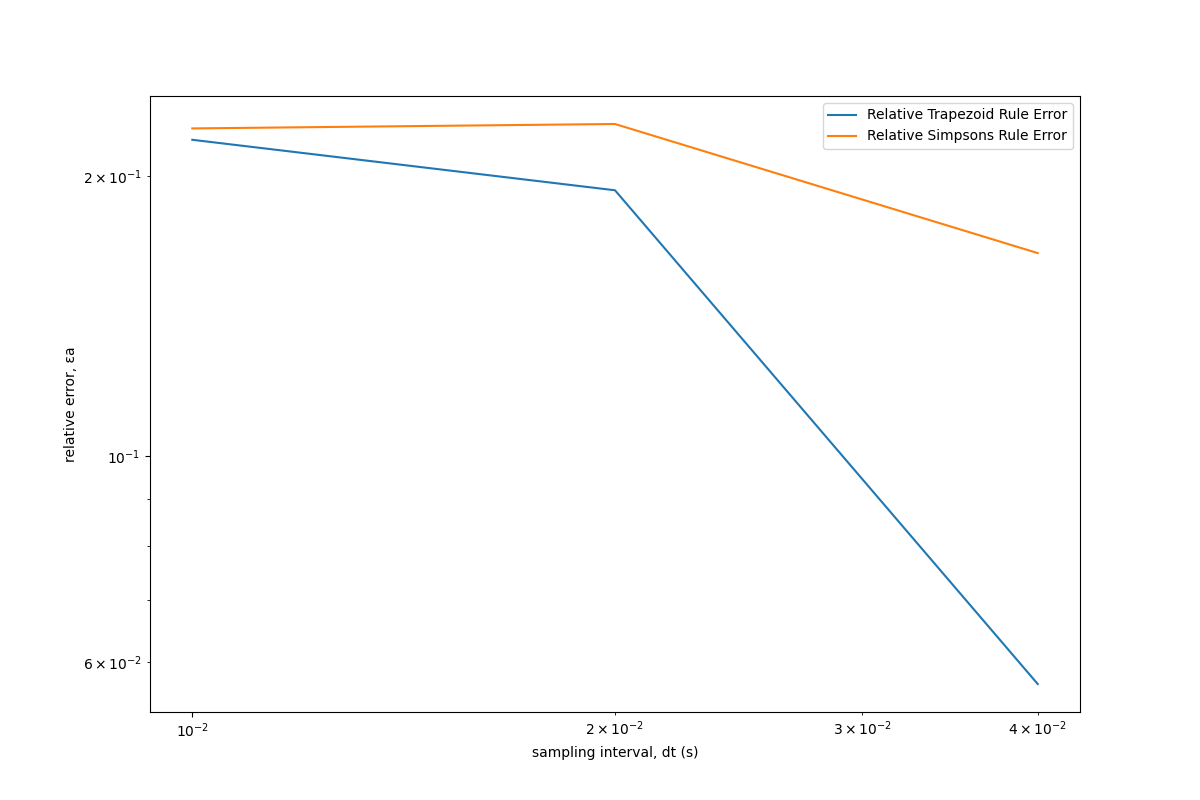 Relative Trapezoid Rule Error
Relative Simpsons Rule Error
2 × 10⁻¹
10⁻¹
6 × 10⁻²
relative error, εa
10⁻²
2 × 10⁻²
3 × 10⁻²
4 × 10⁻²
sampling interval, dt (s)